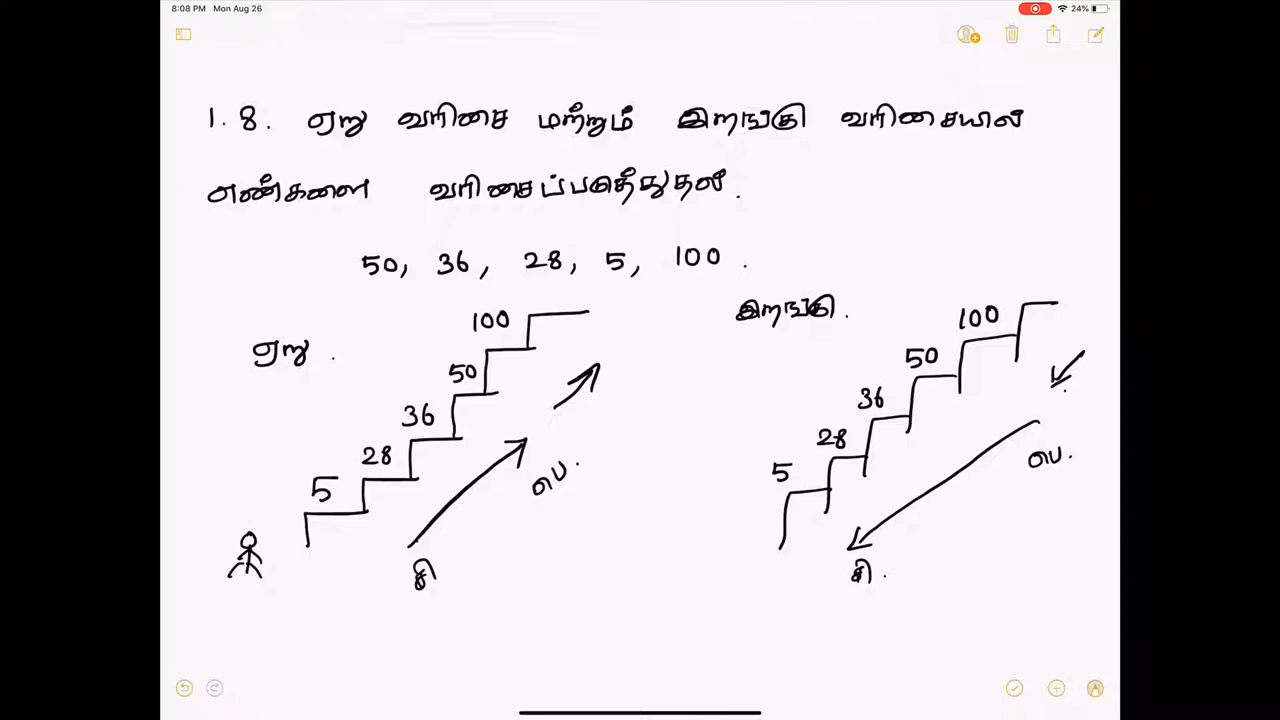 8:08 PM Mon Aug 26
24%
1.8. ஏறு வரிசை மற்றும் இறங்கு வரிசையில்
எண்களை வரிசைப்படுத்துதல்.
50, 36, 28, 5, 100.
ஏறு.
இறங்கு.
100
50
36
28
5
பெ.
சி
100
50
36
28
5
பெ.
சி.